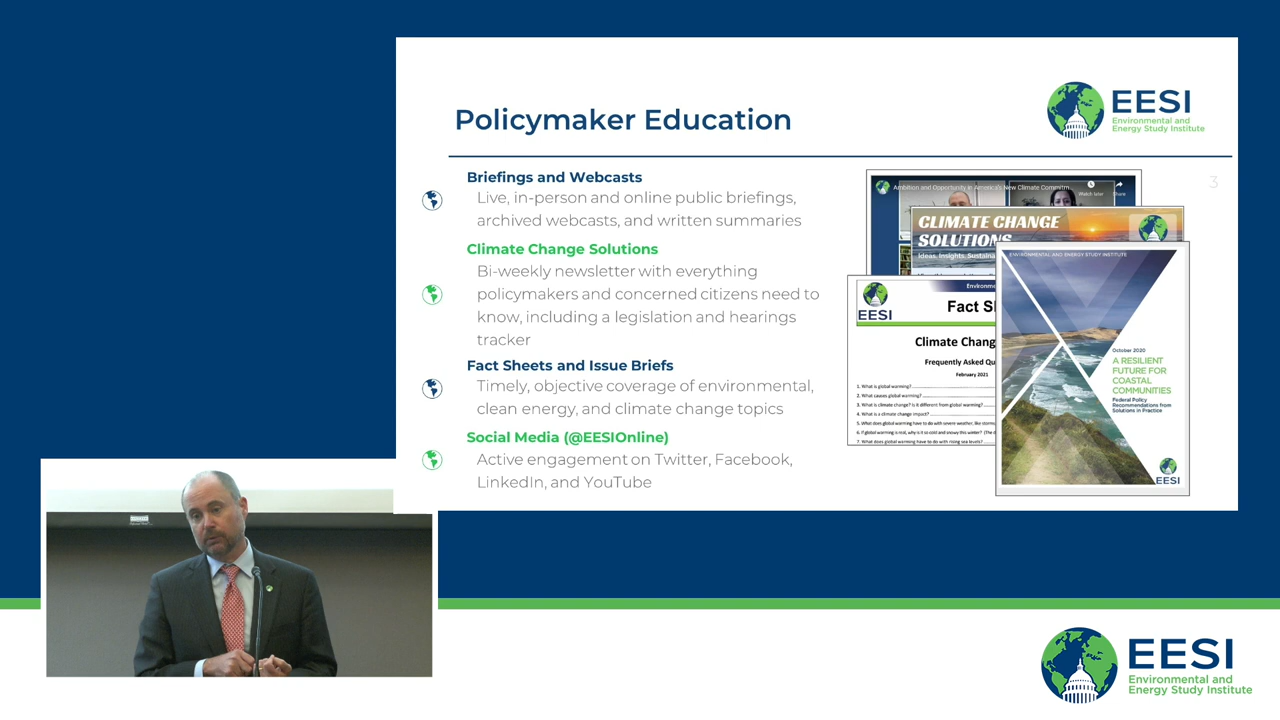 Policymaker Education
EESI
Environmental and
Energy Study Institute
3
Briefings and Webcasts
Live, in-person and online public briefings,
archived webcasts, and written summaries
Climate Change Solutions
Bi-weekly newsletter with everything
policymakers and concerned citizens need to
know, including a legislation and hearings
tracker
Fact Sheets and Issue Briefs
Timely, objective coverage of environmental,
clean energy, and climate change topics
Social Media (@EESIOnline)
Active engagement on Twitter, Facebook,
LinkedIn, and YouTube
Ambition and Opportunity in America's New Climate Commitm
Watch later
Share
CLIMATE CHANGE
SOLUTIONS
Ideas, Insights, Sustaina
EESI
Environme
Fact S
Climate Chang
Frequently Asked Qu
February 2021
1. What is global warming?
2. What causes global warming?
3. What is climate change? Is it different from global warming?
4. What is a climate change impact?
5. What does global warming have to do with severe weather, like storms
6. If global warming is real, why is it so cold and snowy this winter?
7. What does global warming have to do with rising sea levels?
ENVIRONMENTAL AND ENERGY STUDY INSTITUTE
October 2020
A RESILIENT
FUTURE FOR
COASTAL
COMMUNITIES
Federal Policy
Recommendations from
Solutions in Practice
EESI
EESI
Environmental and
Energy Study Institute